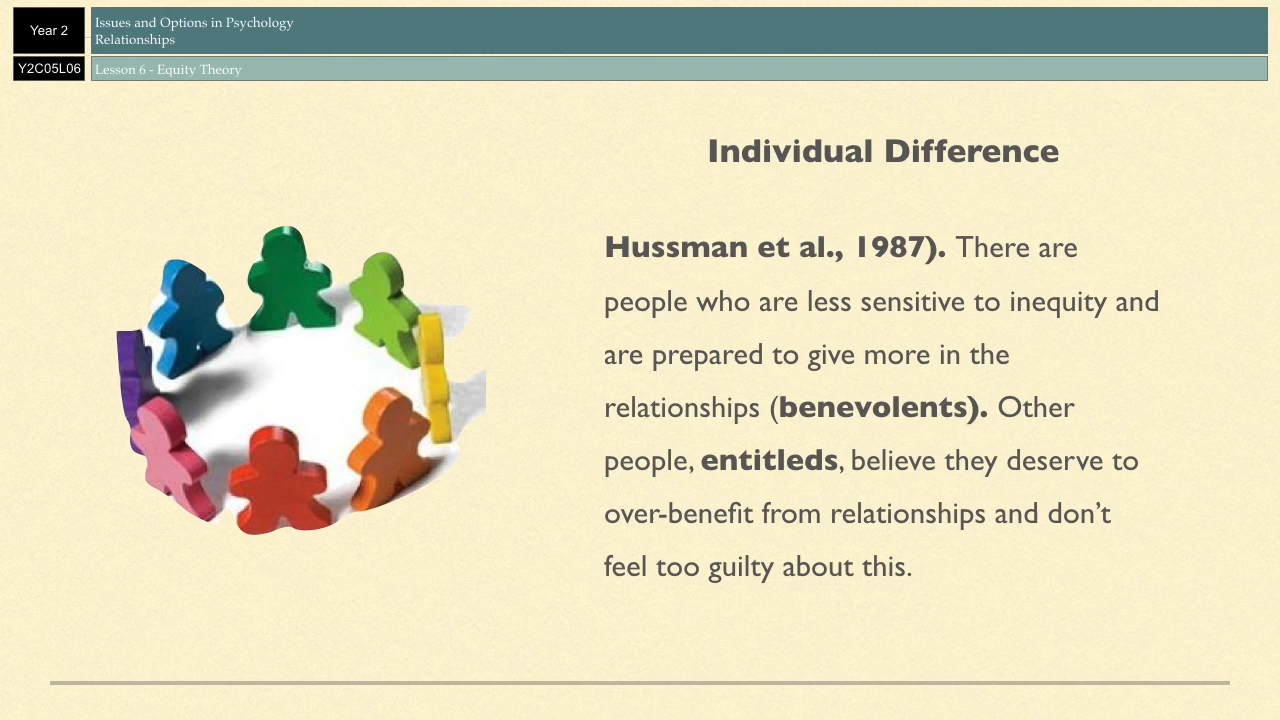 Year 2
Issues and Options in Psychology
Relationships
Y2C05L06
Lesson 6 - Equity Theory
Individual Difference
Hussman et al., 1987). There are
people who are less sensitive to inequity and
are prepared to give more in the
relationships (benevolents). Other
people, entitleds, believe they deserve to
over-benefit from relationships and don’t
feel too guilty about this.